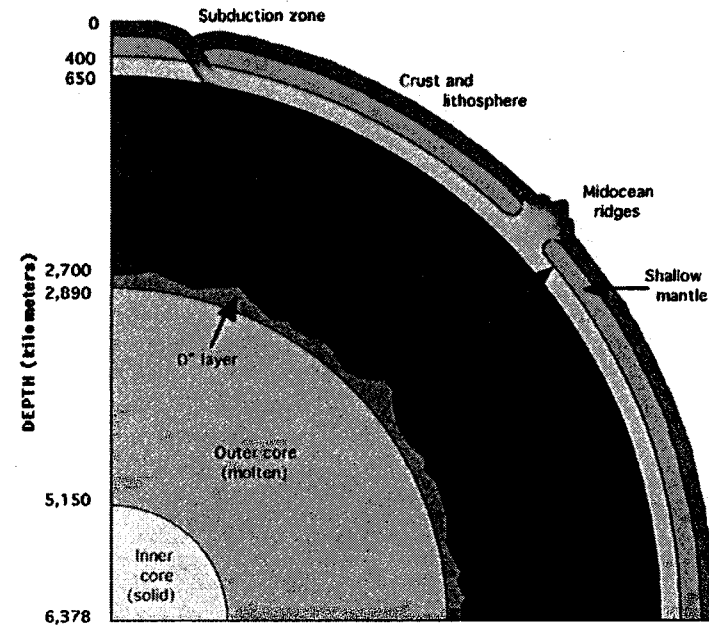 Subduction zone
0
400
650
Crust and
lithosphere
Midocean
ridges
Shallow
mantle
2,700
2,890
DEPTH (kilometers)
D" layer
Outer core
(molten)
5,150
Inner
core
(solid)
6,378